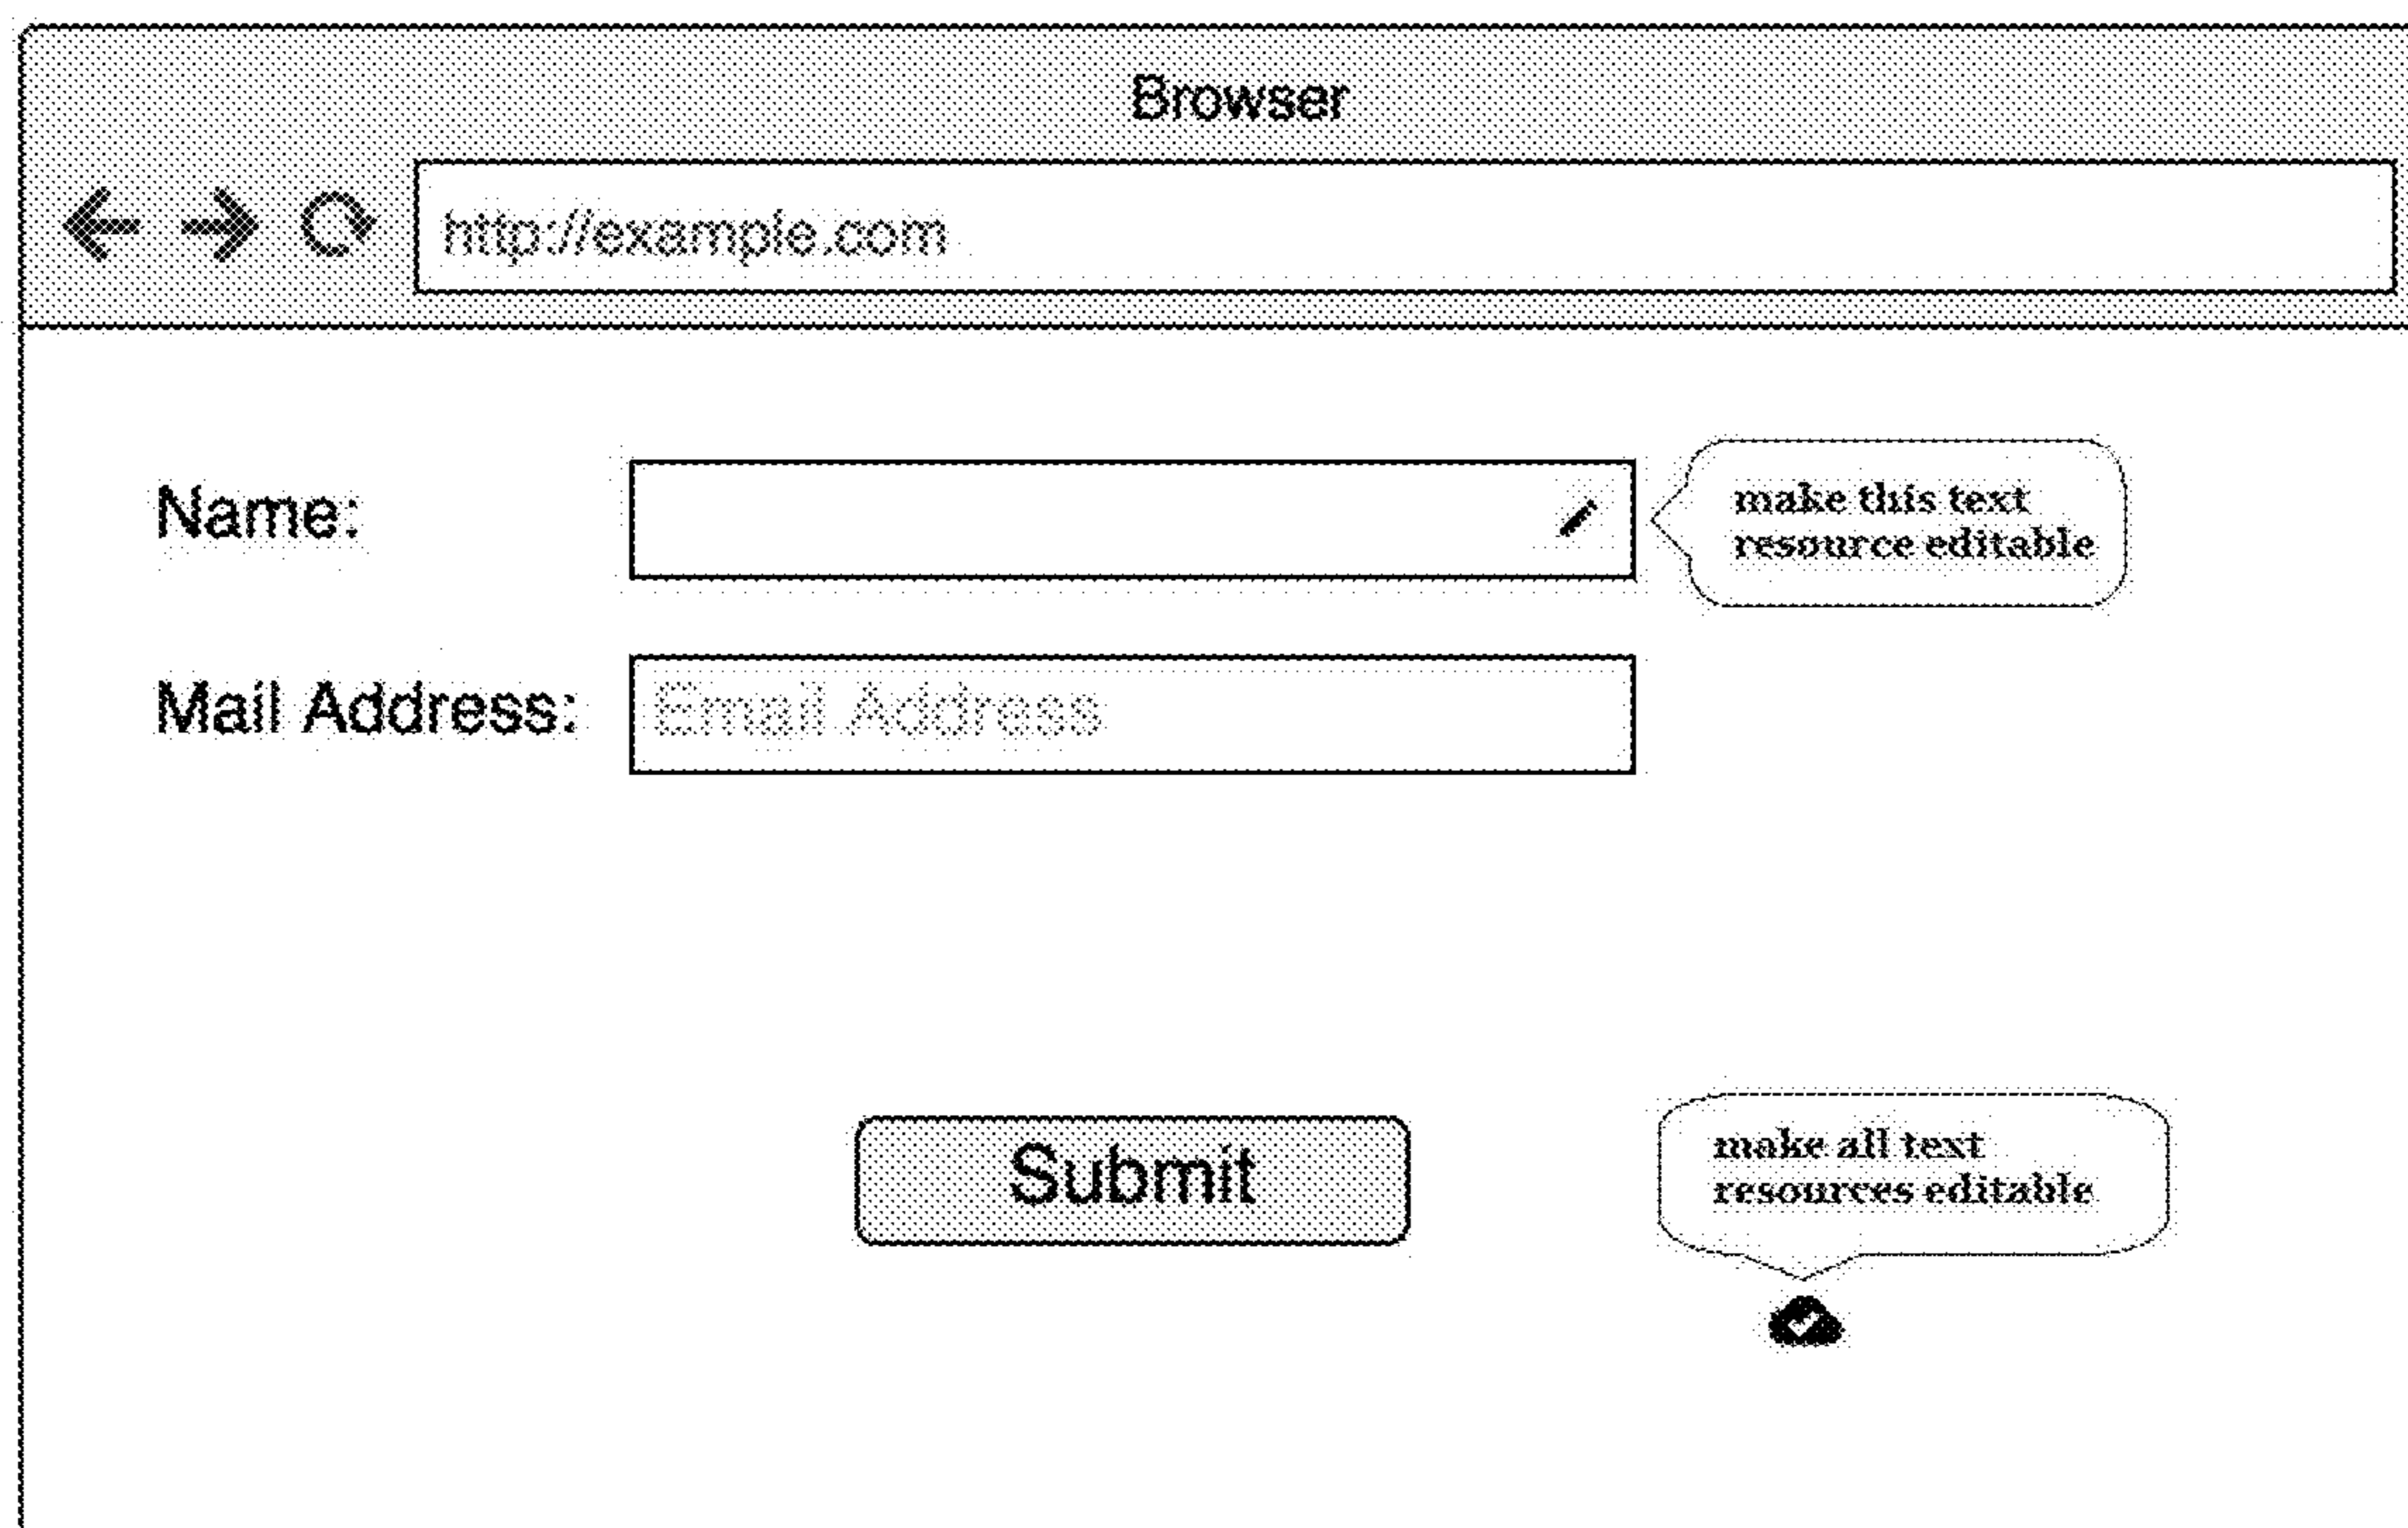 Browser
http://example.com
Name:
make this text
resource editable
Mail Address:
Email Address
Submit
make all text
resources editable